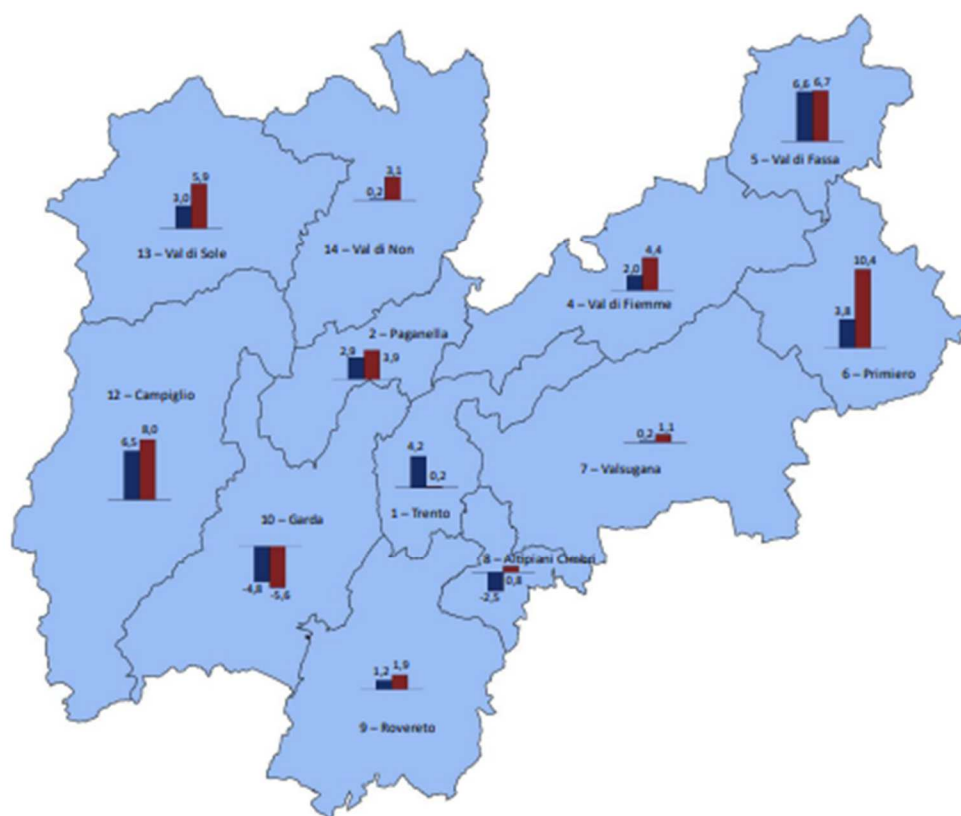 6,6 6,7
5 – Val di Fassa
3,0 5,9
13 – Val di Sole
0,2 3,1
14 – Val di Non
2,0 4,4
4 – Val di Fiemme
3,8 10,4
6 – Primiero
2 – Paganella
2,9 3,9
12 – Campiglio
6,5 8,0
4,2 0,2
1 – Trento
0,2 1,1
7 – Valsugana
10 – Garda
-4,8 -5,6
8 – Altipiani Cimbri
-2,5 0,8
1,2 1,9
9 – Rovereto